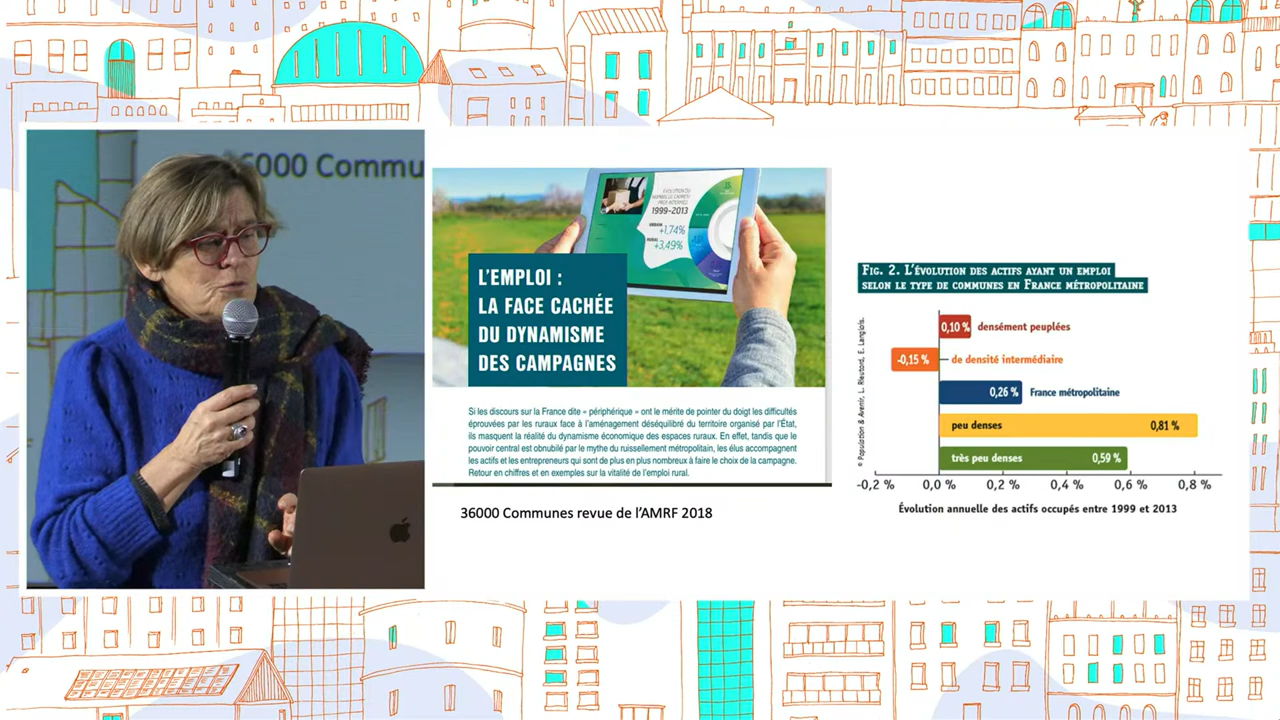 36000 Commu
1999-2013
+1,74%
+3,49%
L'EMPLOI :
LA FACE CACHÉE
DU DYNAMISME
DES CAMPAGNES
Si les discours sur la France dite « périphérique » ont le mérite de pointer du doigt les difficultés
éprouvées par les ruraux face à l'aménagement déséquilibré du territoire organisé par l'État,
ils masquent la réalité du dynamisme économique des espaces ruraux. En effet, tandis que le
pouvoir central est obnubilé par le mythe du ruissellement métropolitain, les élus accompagnent
les actifs et les entrepreneurs qui sont de plus en plus nombreux à faire le choix de la campagne.
Retour en chiffres et en exemples sur la vitalité de l'emploi rural.
36000 Communes revue de l'AMRF 2018
FIG. 2. L'ÉVOLUTION DES ACTIFS AYANT UN EMPLOI
SELON LE TYPE DE COMMUNES EN FRANCE MÉTROPOLITAINE
© Population & Avenir, L. Rieutord, E. Langlois.
0,10 % densément peuplées
-0,15 % de densité intermédiaire
0,26 % France métropolitaine
peu denses 0,81 %
très peu denses 0,59 %
-0,2 % 0,0 % 0,2 % 0,4 % 0,6 % 0,8 %
Évolution annuelle des actifs occupés entre 1999 et 2013